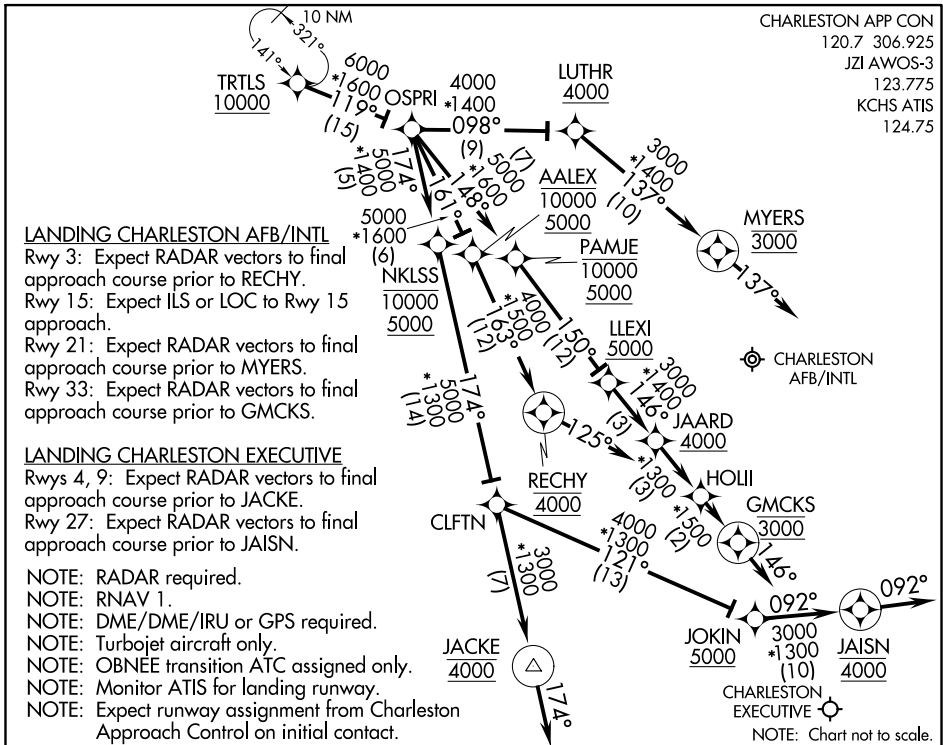 CHARLESTON APP CON
120.7 306.925
JZI AWOS-3
123.775
KCHS ATIS
124.75
10 NM
321°
141°
TRTLS
10000
6000
*1600
119°
(15)
OSPRI
4000
*1400
098°
(9)
LUTHR
4000
3000
*1400
137°
(10)
MYERS
3000
137°
174°
5000
*1400
(5)
161°
5000
*1600
(6)
148°
(7)
5000
*1600
AALEX
10000
5000
PAMJE
10000
5000
NKLSS
10000
5000
163°
*1500
(12)
4000
150°
(12)
LLEXI
5000
3000
*1400
146°
(3)
JAARD
4000
CHARLESTON
AFB/INTL
174°
5000
*1300
(14)
125°
RECHY
4000
*1300
(3)
HOLII
*1500
(2)
GMCKS
3000
146°
CLFTN
4000
*1300
121°
(13)
3000
*1300
(7)
JACKE
4000
174°
JOKIN
5000
092°
3000
*1300
(10)
JAISN
4000
092°
CHARLESTON
EXECUTIVE
NOTE: Chart not to scale.
LANDING CHARLESTON AFB/INTL
Rwy 3: Expect RADAR vectors to final
approach course prior to RECHY.
Rwy 15: Expect ILS or LOC to Rwy 15
approach.
Rwy 21: Expect RADAR vectors to final
approach course prior to MYERS.
Rwy 33: Expect RADAR vectors to final
approach course prior to GMCKS.
LANDING CHARLESTON EXECUTIVE
Rwys 4, 9: Expect RADAR vectors to final
approach course prior to JACKE.
Rwy 27: Expect RADAR vectors to final
approach course prior to JAISN.
NOTE: RADAR required.
NOTE: RNAV 1.
NOTE: DME/DME/IRU or GPS required.
NOTE: Turbojet aircraft only.
NOTE: OBNEE transition ATC assigned only.
NOTE: Monitor ATIS for landing runway.
NOTE: Expect runway assignment from Charleston
Approach Control on initial contact.